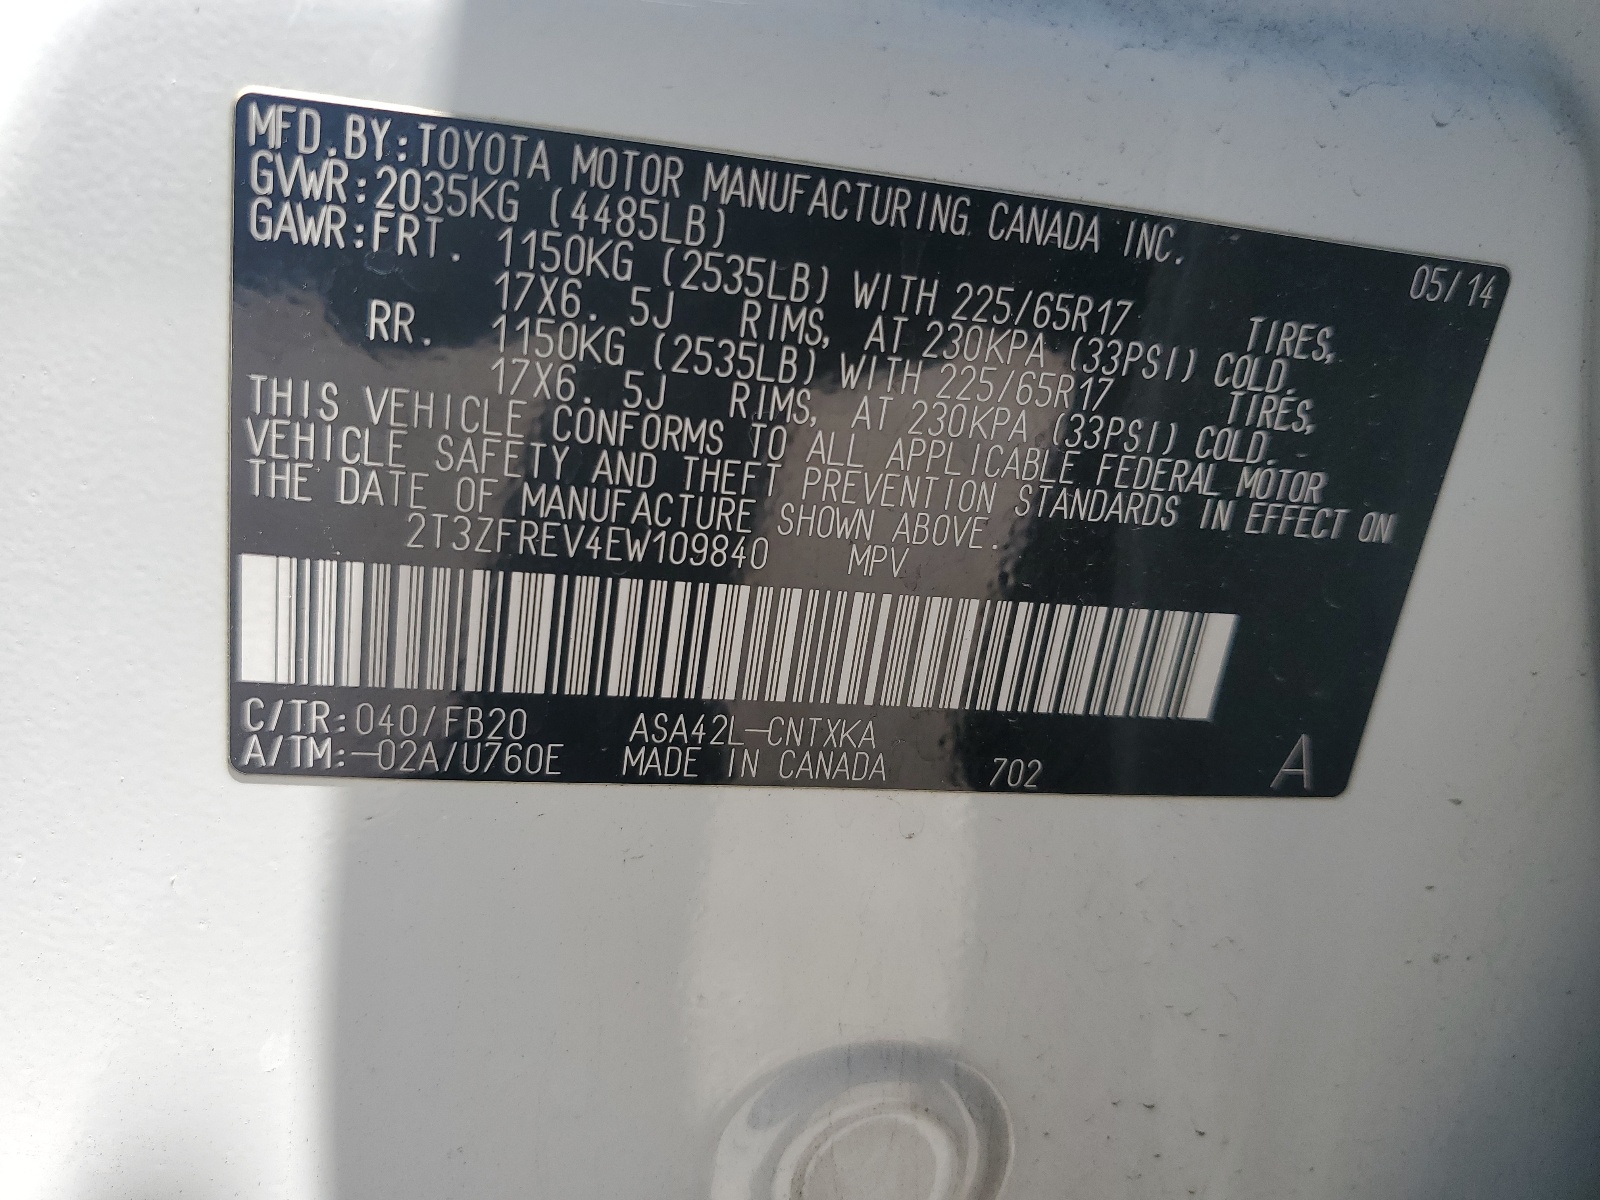 MFD.BY:TOYOTA MOTOR MANUFACTURING CANADA INC. 05/14
GVWR:2035KG (4485LB)
GAWR:FRT. 1150KG (2535LB) WITH 225/65R17 TIRES,
17X6. 5J RIMS, AT 230KPA (33PSI) COLD.
RR. 1150KG (2535LB) WITH 225/65R17 TIRES,
17X6. 5J RIMS, AT 230KPA (33PSI) COLD.
THIS VEHICLE CONFORMS TO ALL APPLICABLE FEDERAL MOTOR
VEHICLE SAFETY AND THEFT PREVENTION STANDARDS IN EFFECT ON
THE DATE OF MANUFACTURE SHOWN ABOVE.
2T3ZFREV4EW109840 MPV
C/TR:040/FB20 ASA42L-CNTXKA
A/TM:-02A/U760E MADE IN CANADA 702 A